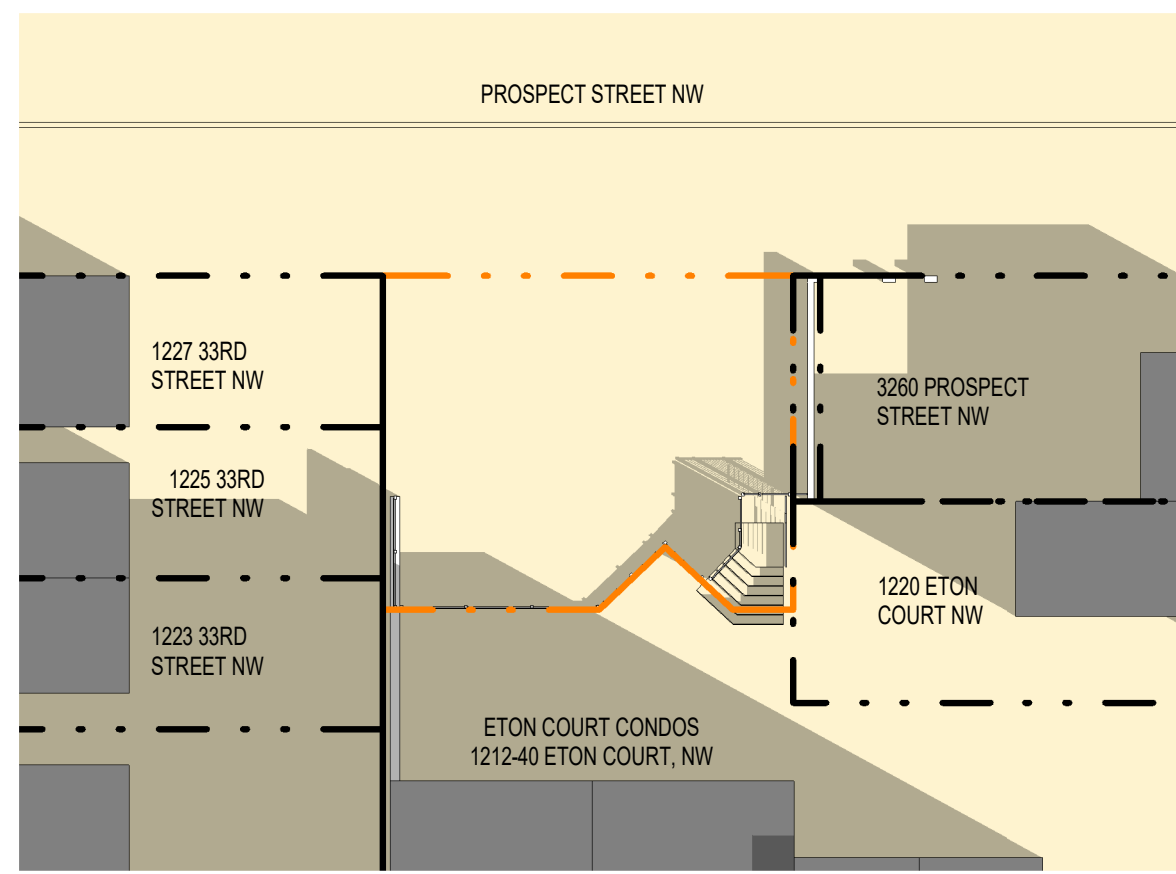 PROSPECT STREET NW
1227 33RD
STREET NW
3260 PROSPECT
STREET NW
1225 33RD
STREET NW
1220 ETON
COURT NW
1223 33RD
STREET NW
ETON COURT CONDOS
1212-40 ETON COURT, NW